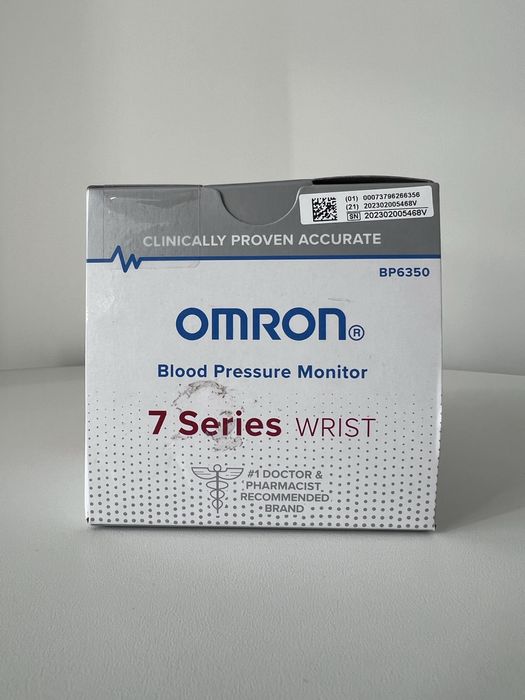 (01) 00073796266356
(21) 202302005468V
SN 202302005468V
CLINICALLY PROVEN ACCURATE
BP6350
OMRON®
Blood Pressure Monitor
7 Series WRIST
#1 DOCTOR &
PHARMACIST
RECOMMENDED
BRAND